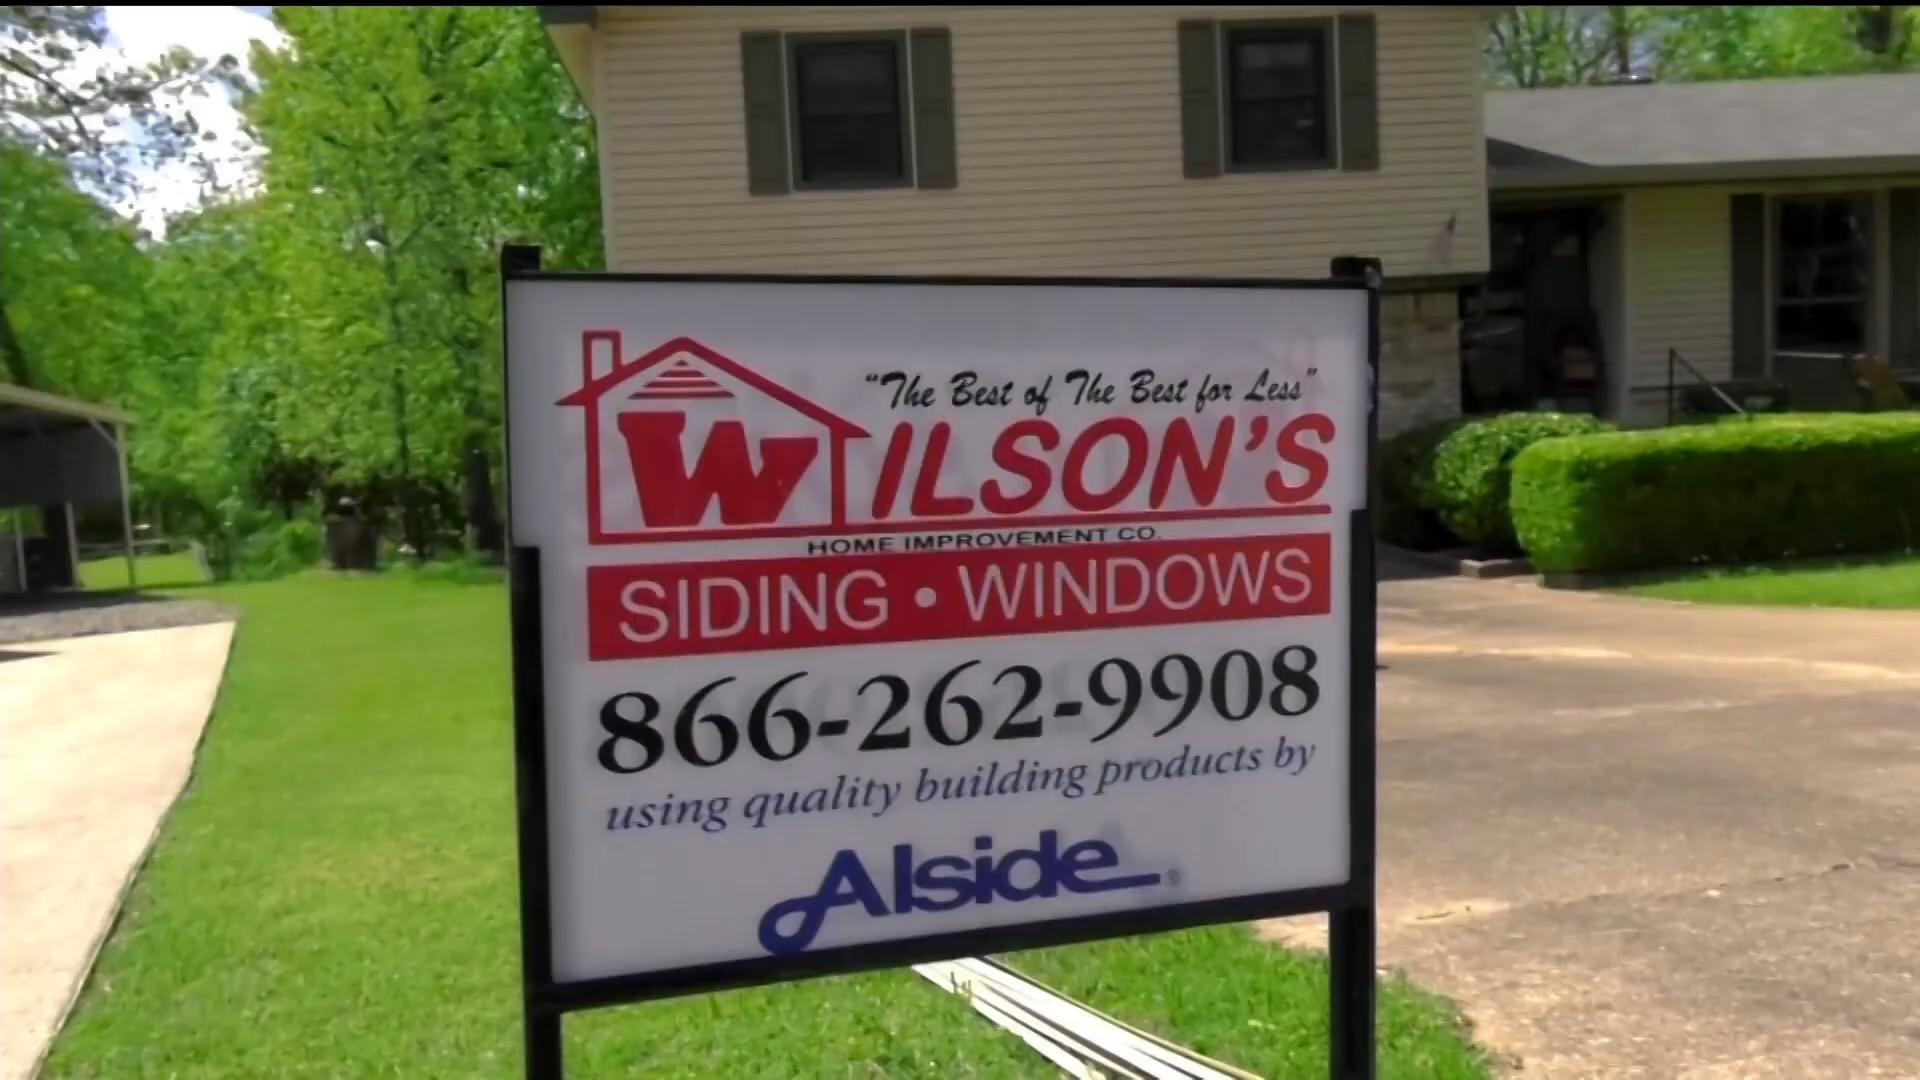 "The Best of The Best for Less"
WILSON'S
HOME IMPROVEMENT CO.
SIDING • WINDOWS
866-262-9908
using quality building products by
Alside®